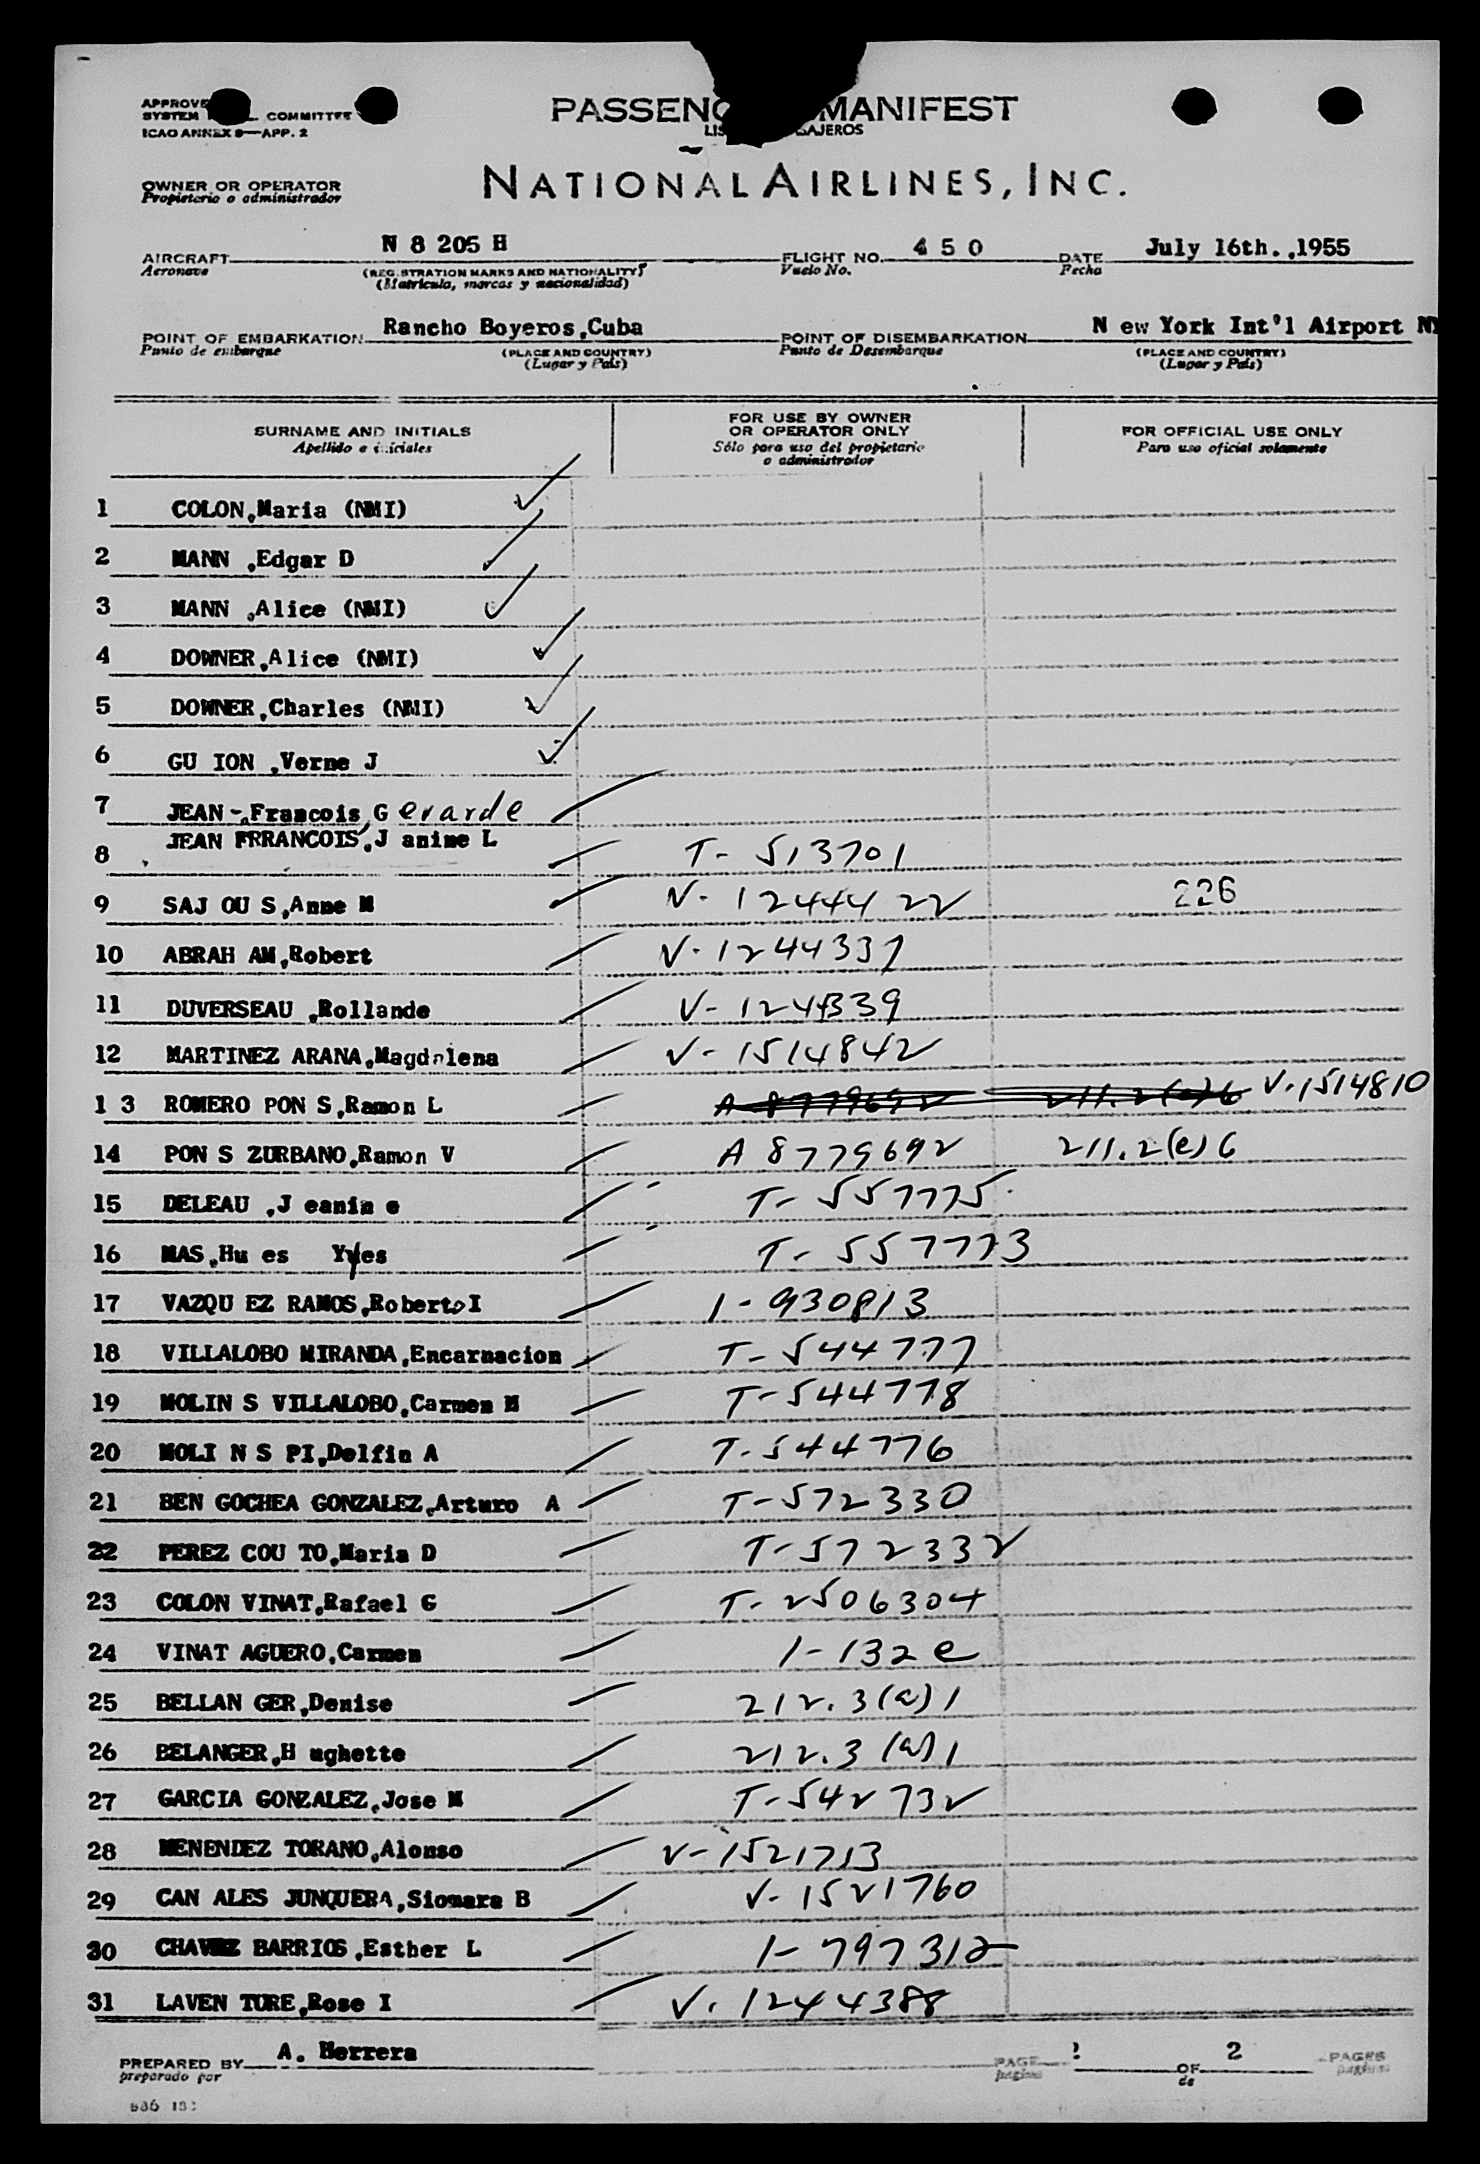 PASSENG MANIFEST
COMMITTEE
ICAO ANNEX 9—APP. 2
OWNER OR OPERATOR
Propietario o administrador
NATIONAL AIRLINES, INC.
AIRCRAFT N 8 205 H FLIGHT NO. 4 5 0 DATE July 16th.,1955
Aeronave (REGISTRATION MARKS AND NATIONALITY) Vuelo No. Fecha
(Matrícula, marcas y nacionalidad)
POINT OF EMBARKATION Rancho Boyeros,Cuba POINT OF DISEMBARKATION N ew York Int'l Airport NY
Punto de embarque (PLACE AND COUNTRY) Punto de Desembarque (PLACE AND COUNTRY)
(Lugar y País) (Lugar y País)
SURNAME AND INITIALS FOR USE BY OWNER OR OPERATOR ONLY FOR OFFICIAL USE ONLY
Apellido e iniciales Sólo para uso del propietario o administrador Para uso oficial solamente
1 COLON,Maria (NMI)
2 MANN ,Edgar D
3 MANN ,Alice (NMI)
4 DOWNER,Alice (NMI)
5 DOWNER,Charles (NMI)
6 GU ION ,Verne J
7 JEAN-,Francois,Gerarde
8 JEAN FRRANCOIS,J anine L T-513701
9 SAJ OU S,Anne M V-1244422 226
10 ABRAH AM,Robert V-1244337
11 DUVERSEAU ,Rollande V-1244339
12 MARTINEZ ARANA,Magdalena V-1514842
1 3 ROMERO PON S,Ramon L A 8779692 211.2(e)6 V-1514810
14 PON S ZURBANO,Ramon V A 8779692 211.2(e)6
15 DELEAU ,J eanin e T-557775
16 MAS,Hu es Yves T-557773
17 VAZQU EZ RAMOS,Roberto I 1-930813
18 VILLALOBO MIRANDA,Encarnacion T-544777
19 MOLIN S VILLALOBO,Carmen M T-544778
20 MOLI N S PI,Delfin A T-544776
21 BEN GOCHEA GONZALEZ,Arturo A T-572330
22 PEREZ COU TO,Maria D T-572332
23 COLON VINAT,Rafael G T-2506304
24 VINAT AGUERO,Carmen 1-132 e
25 BELLAN GER,Denise 212.3(a)1
26 BELANGER,H ughette 212.3(a)1
27 GARCIA GONZALEZ,Jose M T-542732
28 MENENDEZ TORANO,Alonso V-1521713
29 CAN ALES JUNQUERA,Siomara B V-1521760
30 CHAVEZ BARRIOS,Esther L 1-797312
31 LAVEN TURE,Rose I V-1244388
PREPARED BY A. Herrera PAGE OF 2 PAGES
preparado por página de páginas